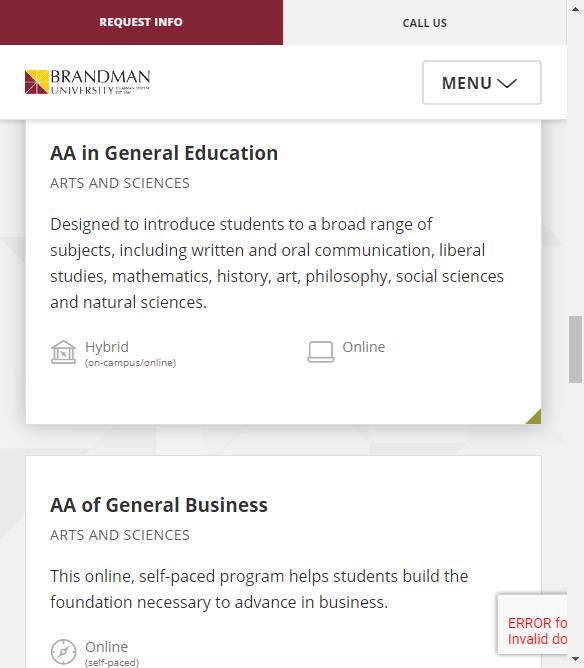 REQUEST INFO
CALL US
BRANDMAN
UNIVERSITY
MENU
AA in General Education
ARTS AND SCIENCES
Designed to introduce students to a broad range of
subjects, including written and oral communication, liberal
studies, mathematics, history, art, philosophy, social sciences
and natural sciences.
Hybrid
(on-campus/online)
Online
AA of General Business
ARTS AND SCIENCES
This online, self-paced program helps students build the
foundation necessary to advance in business.
Online
(self-paced)
ERROR fo
Invalid do